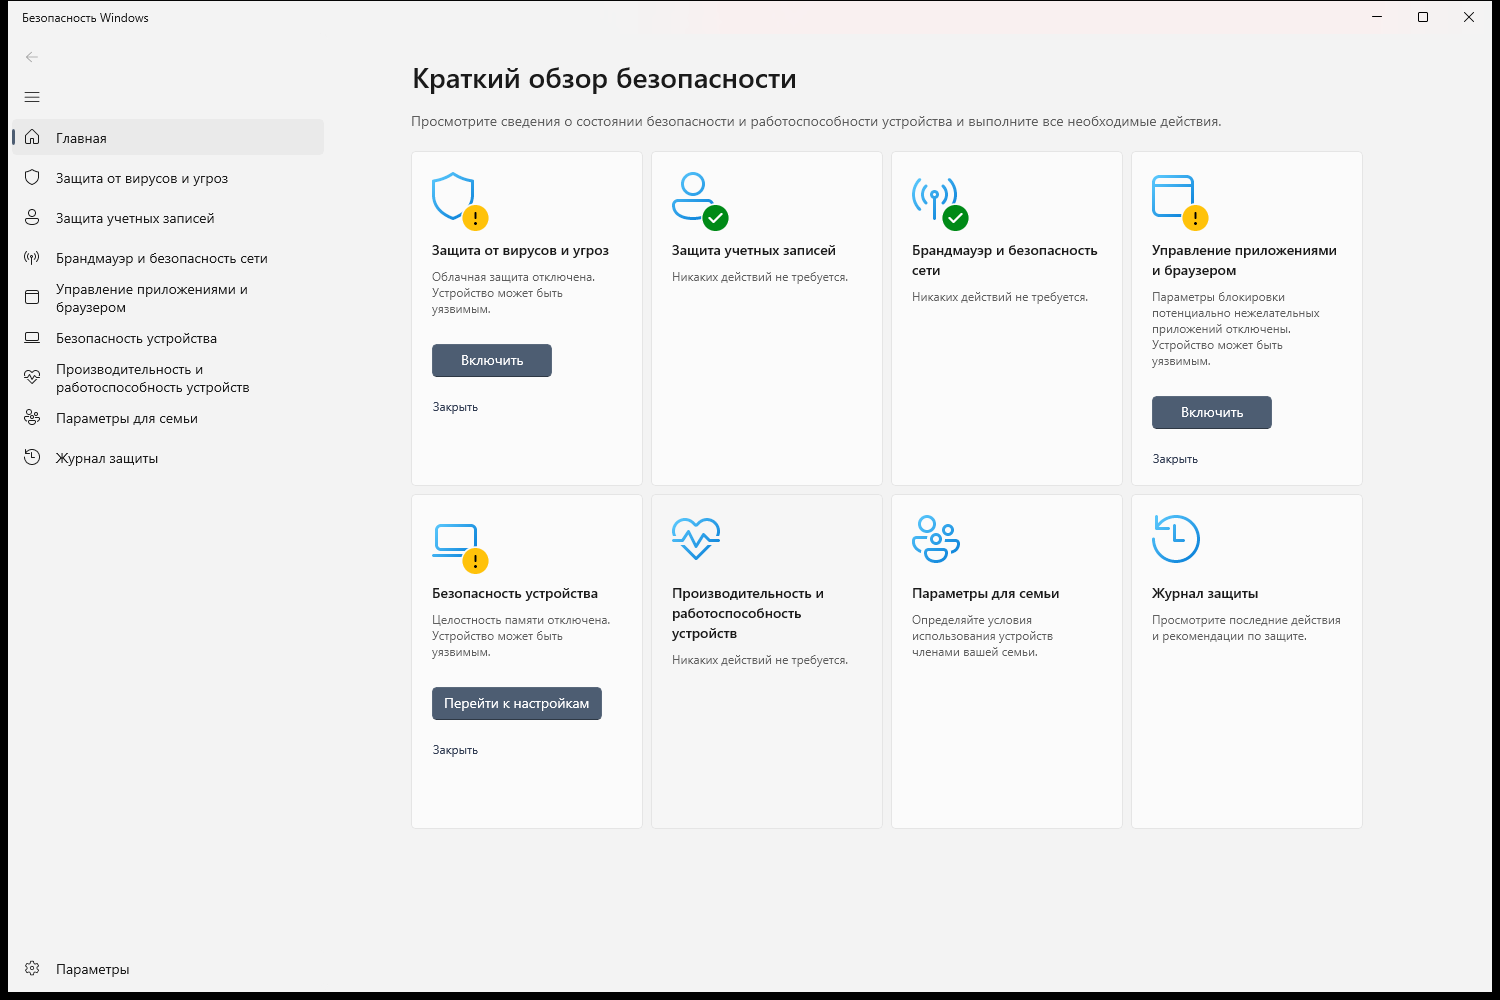 Безопасность Windows
Главная
Защита от вирусов и угроз
Защита учетных записей
Брандмауэр и безопасность сети
Управление приложениями и
браузером
Безопасность устройства
Производительность и
работоспособность устройств
Параметры для семьи
Журнал защиты
Параметры
Краткий обзор безопасности
Просмотрите сведения о состоянии безопасности и работоспособности устройства и выполните все необходимые действия.
Защита от вирусов и угроз
Облачная защита отключена.
Устройство может быть
уязвимым.
Включить
Закрыть
Защита учетных записей
Никаких действий не требуется.
Брандмауэр и безопасность
сети
Никаких действий не требуется.
Управление приложениями
и браузером
Параметры блокировки
потенциально нежелательных
приложений отключены.
Устройство может быть
уязвимым.
Включить
Закрыть
Безопасность устройства
Целостность памяти отключена.
Устройство может быть
уязвимым.
Перейти к настройкам
Закрыть
Производительность и
работоспособность
устройств
Никаких действий не требуется.
Параметры для семьи
Определяйте условия
использования устройств
членами вашей семьи.
Журнал защиты
Просмотрите последние действия
и рекомендации по защите.